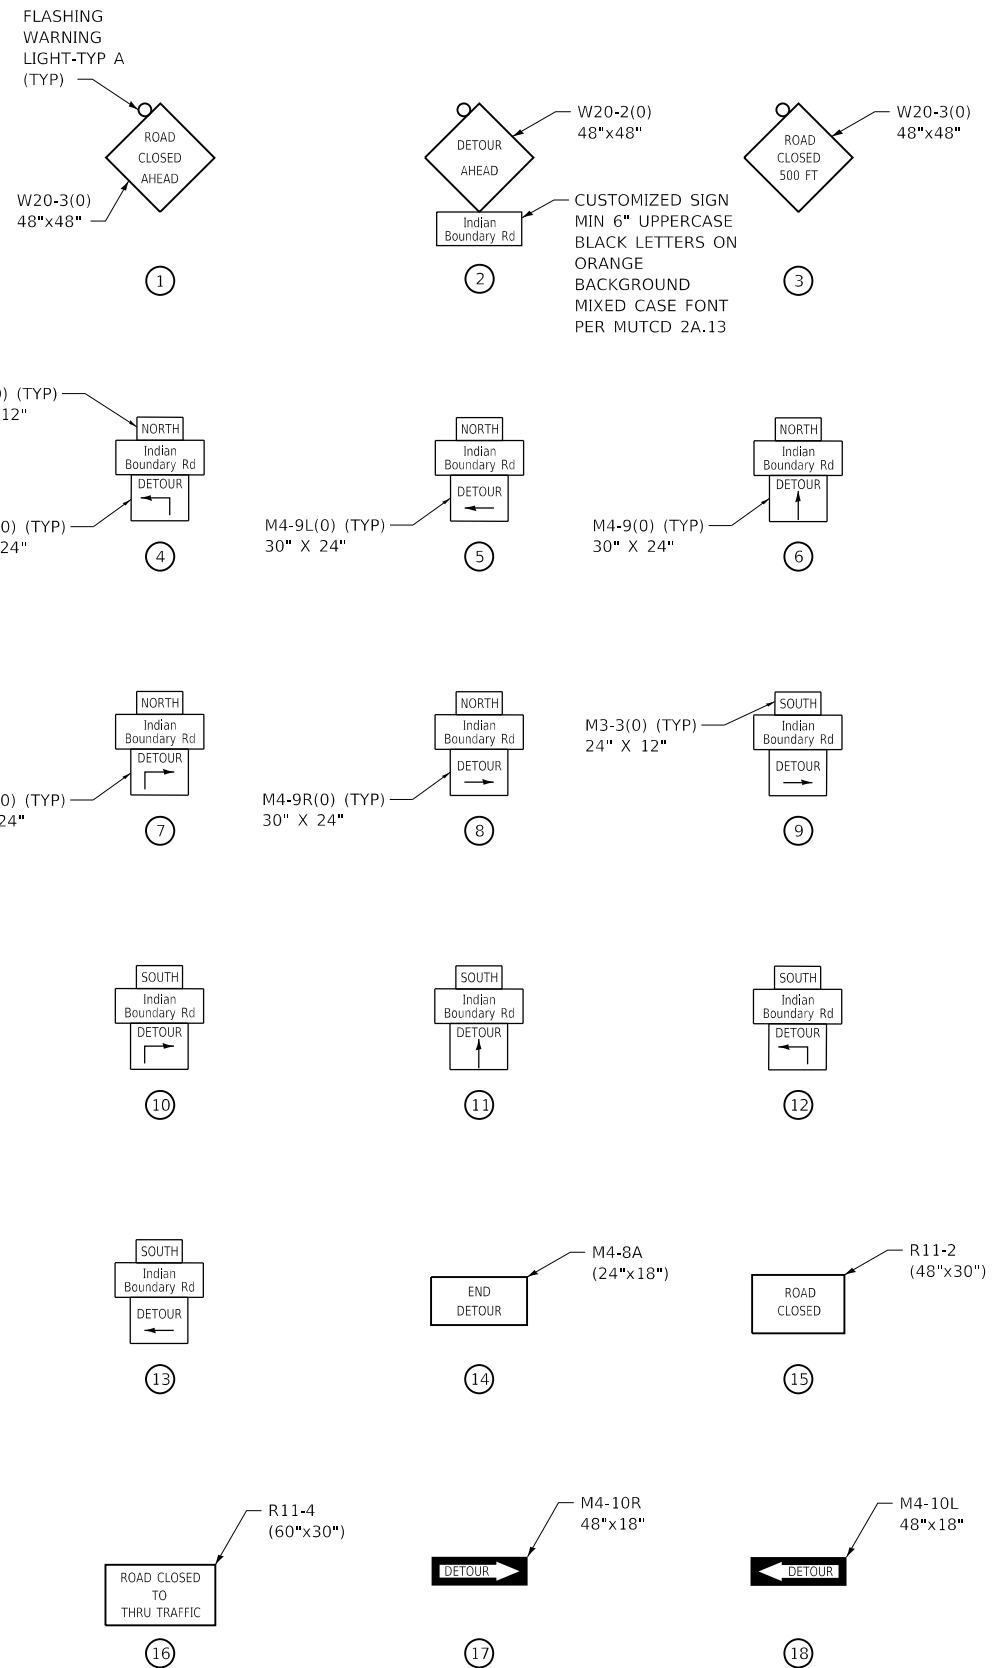 FLASHING
WARNING
LIGHT-TYP A
(TYP)
ROAD
CLOSED
AHEAD
W20-3(0)
48"x48"
1
DETOUR
AHEAD
W20-2(0)
48"x48"
Indian
Boundary Rd
CUSTOMIZED SIGN
MIN 6" UPPERCASE
BLACK LETTERS ON
ORANGE
BACKGROUND
MIXED CASE FONT
PER MUTCD 2A.13
2
ROAD
CLOSED
500 FT
W20-3(0)
48"x48"
3
(TYP)
12"
NORTH
Indian
Boundary Rd
DETOUR
(TYP)
24"
4
NORTH
Indian
Boundary Rd
DETOUR
M4-9L(0) (TYP)
30" X 24"
5
NORTH
Indian
Boundary Rd
DETOUR
M4-9(0) (TYP)
30" X 24"
6
NORTH
Indian
Boundary Rd
DETOUR
(TYP)
24"
7
NORTH
Indian
Boundary Rd
DETOUR
M4-9R(0) (TYP)
30" X 24"
8
M3-3(0) (TYP)
24" X 12"
SOUTH
Indian
Boundary Rd
DETOUR
9
SOUTH
Indian
Boundary Rd
DETOUR
10
SOUTH
Indian
Boundary Rd
DETOUR
11
SOUTH
Indian
Boundary Rd
DETOUR
12
SOUTH
Indian
Boundary Rd
DETOUR
13
M4-8A
(24"x18")
END
DETOUR
14
R11-2
(48"x30")
ROAD
CLOSED
15
R11-4
(60"x30")
ROAD CLOSED
TO
THRU TRAFFIC
16
M4-10R
48"x18"
DETOUR
17
M4-10L
48"x18"
DETOUR
18